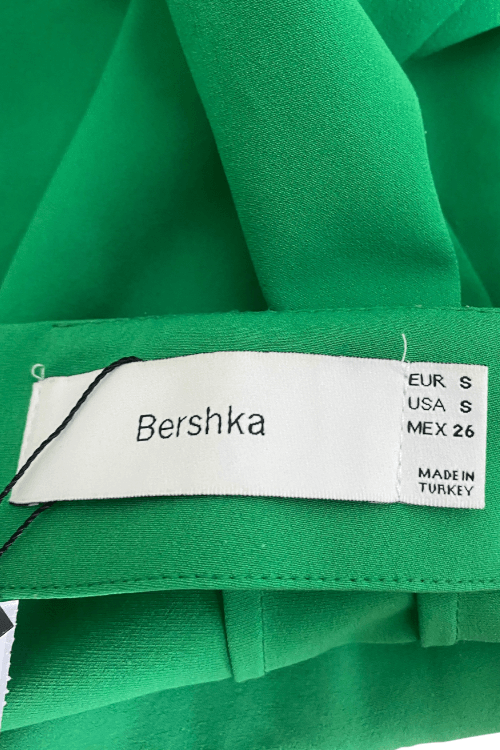 Bershka
EUR S
USA S
MEX 26
MADE IN
TURKEY